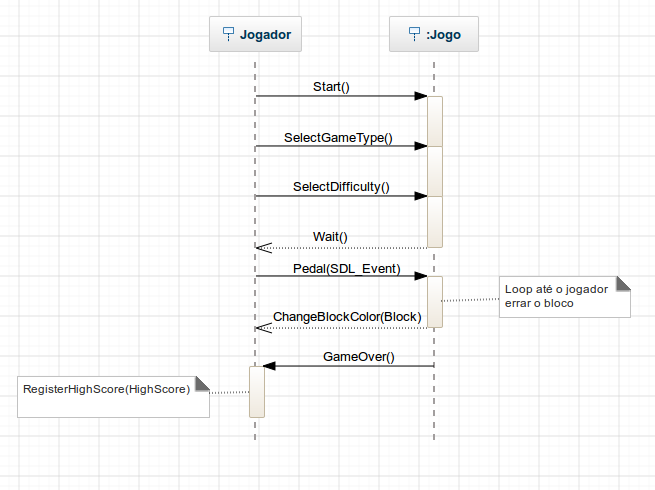 Jogador
:Jogo
Start()
SelectGameType()
SelectDifficulty()
Wait()
Pedal(SDL_Event)
Loop até o jogador
errar o bloco
ChangeBlockColor(Block)
GameOver()
RegisterHighScore(HighScore)